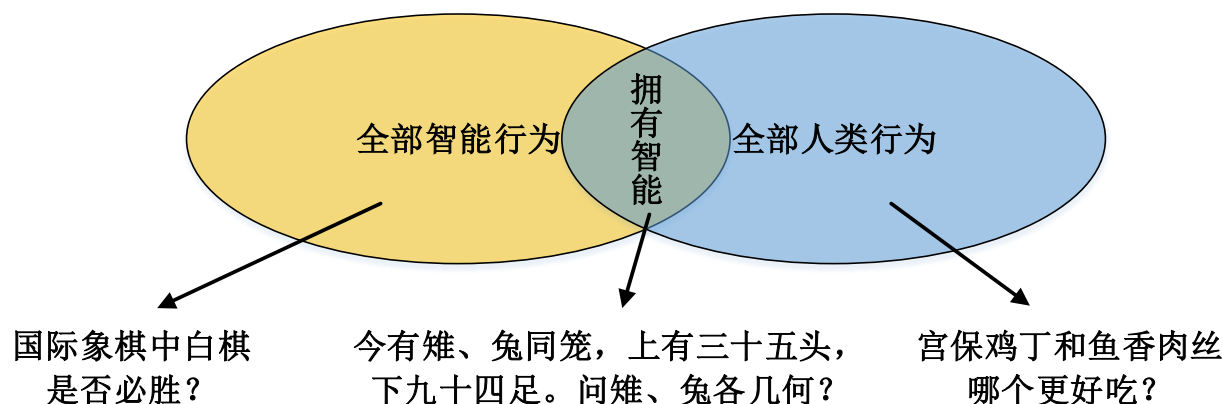 全部智能行为
拥有智能
全部人类行为
国际象棋中白棋
是否必胜？
今有雉、兔同笼，上有三十五头，
下九十四足。问雉、兔各几何？
宫保鸡丁和鱼香肉丝
哪个更好吃？